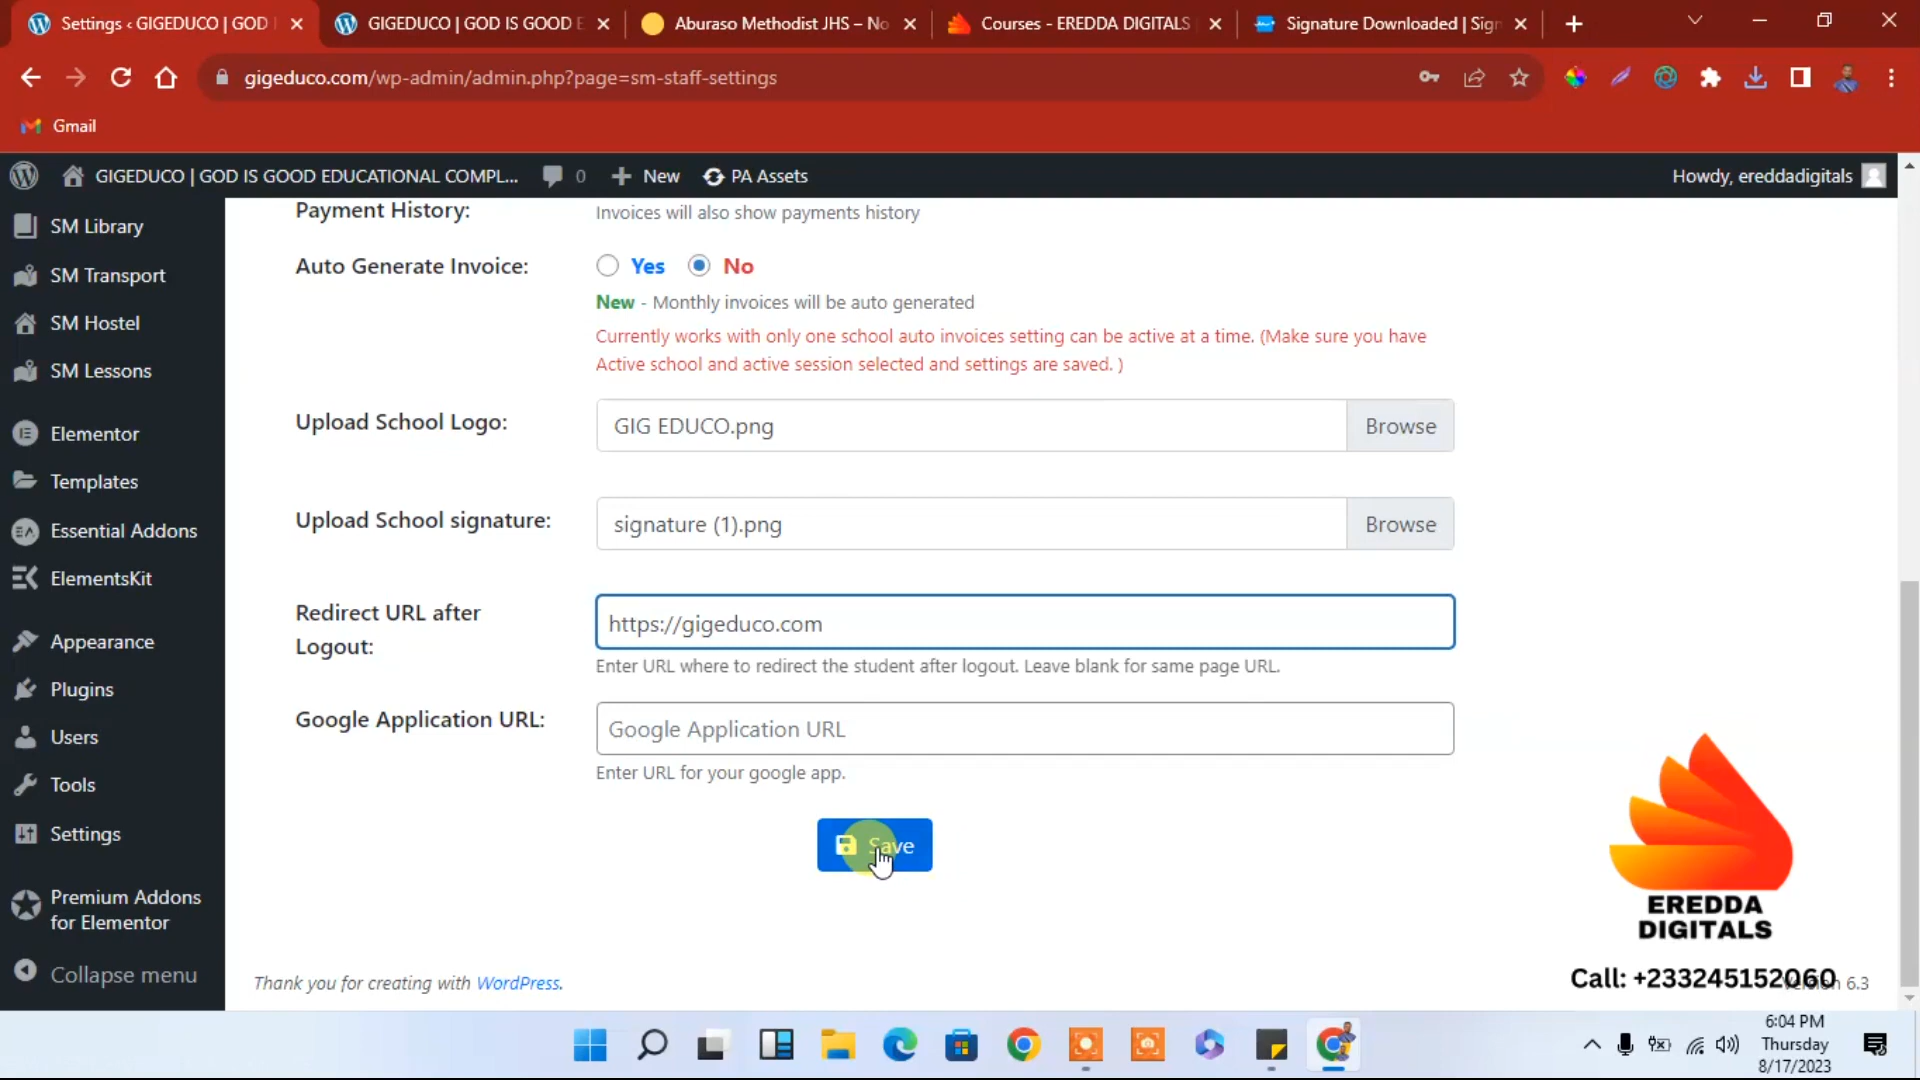 Settings ‹ GIGEDUCO | GOD
GIGEDUCO | GOD IS GOOD E
Aburaso Methodist JHS – No
Courses - EREDDA DIGITALS
Signature Downloaded | Sign
gigeduco.com/wp-admin/admin.php?page=sm-staff-settings
Gmail
GIGEDUCO | GOD IS GOOD EDUCATIONAL COMPL...
0
New
PA Assets
Howdy, ereddadigitals
SM Library
SM Transport
SM Hostel
SM Lessons
Elementor
Templates
Essential Addons
ElementsKit
Appearance
Plugins
Users
Tools
Settings
Premium Addons
for Elementor
Collapse menu
Payment History:
Invoices will also show payments history
Auto Generate Invoice:
Yes
No
New - Monthly invoices will be auto generated
Currently works with only one school auto invoices setting can be active at a time. (Make sure you have
Active school and active session selected and settings are saved. )
Upload School Logo:
GIG EDUCO.png
Browse
Upload School signature:
signature (1).png
Browse
Redirect URL after
Logout:
https://gigeduco.com
Enter URL where to redirect the student after logout. Leave blank for same page URL.
Google Application URL:
Google Application URL
Enter URL for your google app.
Save
Thank you for creating with WordPress.
EREDDA
DIGITALS
Call: +233245152060
Version 6.3
6:04 PM
Thursday
8/17/2023